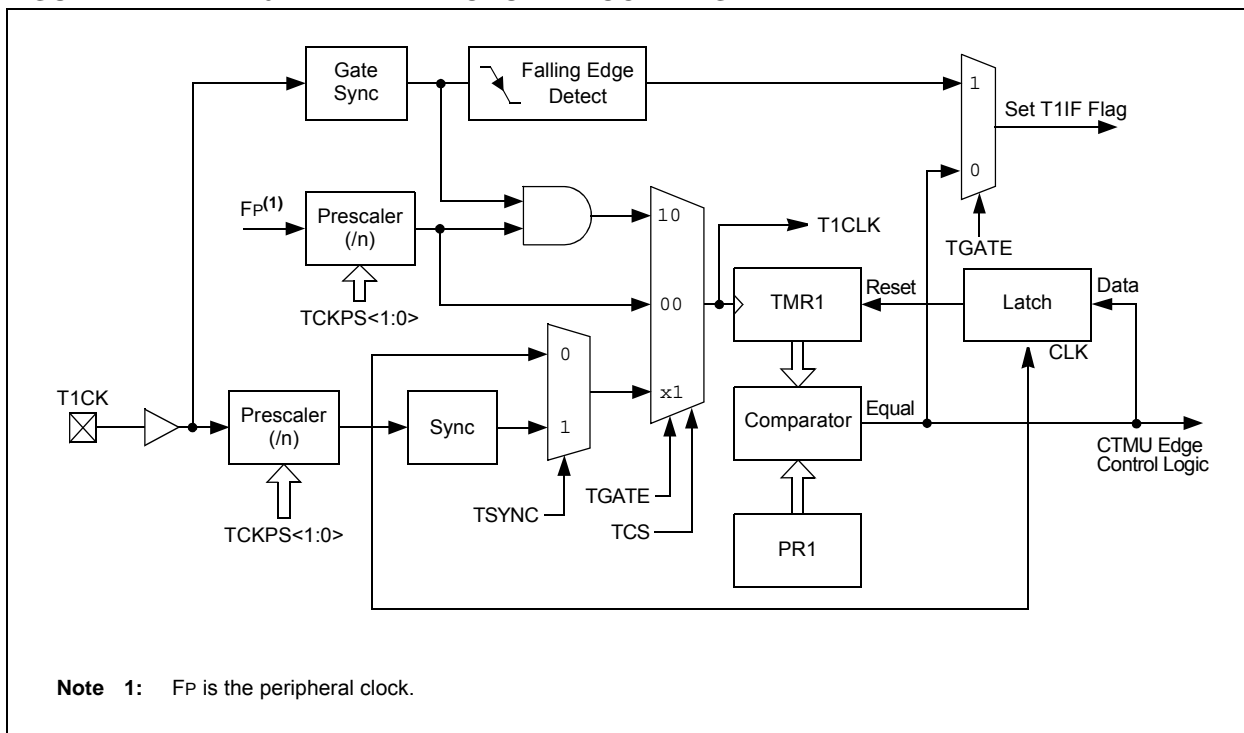 Gate
Sync
Falling Edge
Detect
1
0
Set T1IF Flag
TGATE
FP(1)
Prescaler
(/n)
TCKPS<1:0>
10
00
x1
T1CLK
TMR1
Reset
Latch
Data
CLK
T1CK
Prescaler
(/n)
TCKPS<1:0>
Sync
0
1
TSYNC
TGATE
TCS
Comparator
Equal
PR1
CTMU Edge
Control Logic
Note 1: FP is the peripheral clock.